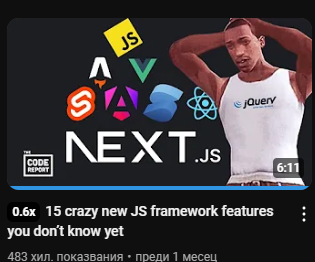 JS
jQuery
NEXT.JS
THE
CODE
REPORT
6:11
0.6x 15 crazy new JS framework features
you don't know yet
483 хил. показвания • преди 1 месец